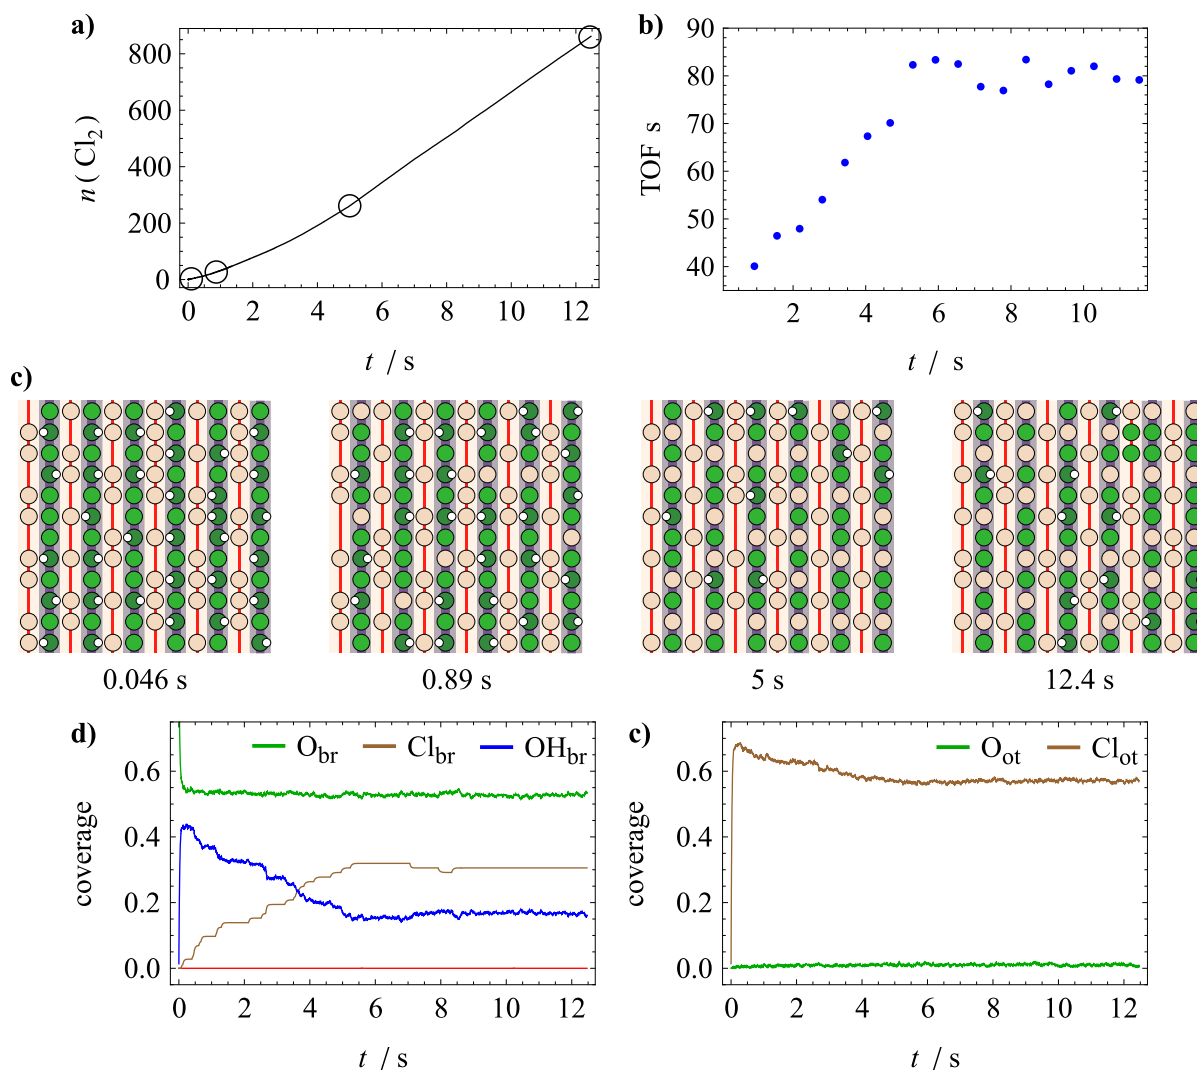 a)
n ( Cl2 )
800
600
400
200
0
0 2 4 6 8 10 12
t / s
b)
TOF s
90
80
70
60
50
40
2 4 6 8 10
t / s
c)
0.046 s 0.89 s 5 s 12.4 s
d)
Obr Clbr OHbr
coverage
0.6
0.4
0.2
0.0
0 2 4 6 8 10 12
t / s
c)
Oot Clot
coverage
0.6
0.4
0.2
0.0
0 2 4 6 8 10 12
t / s